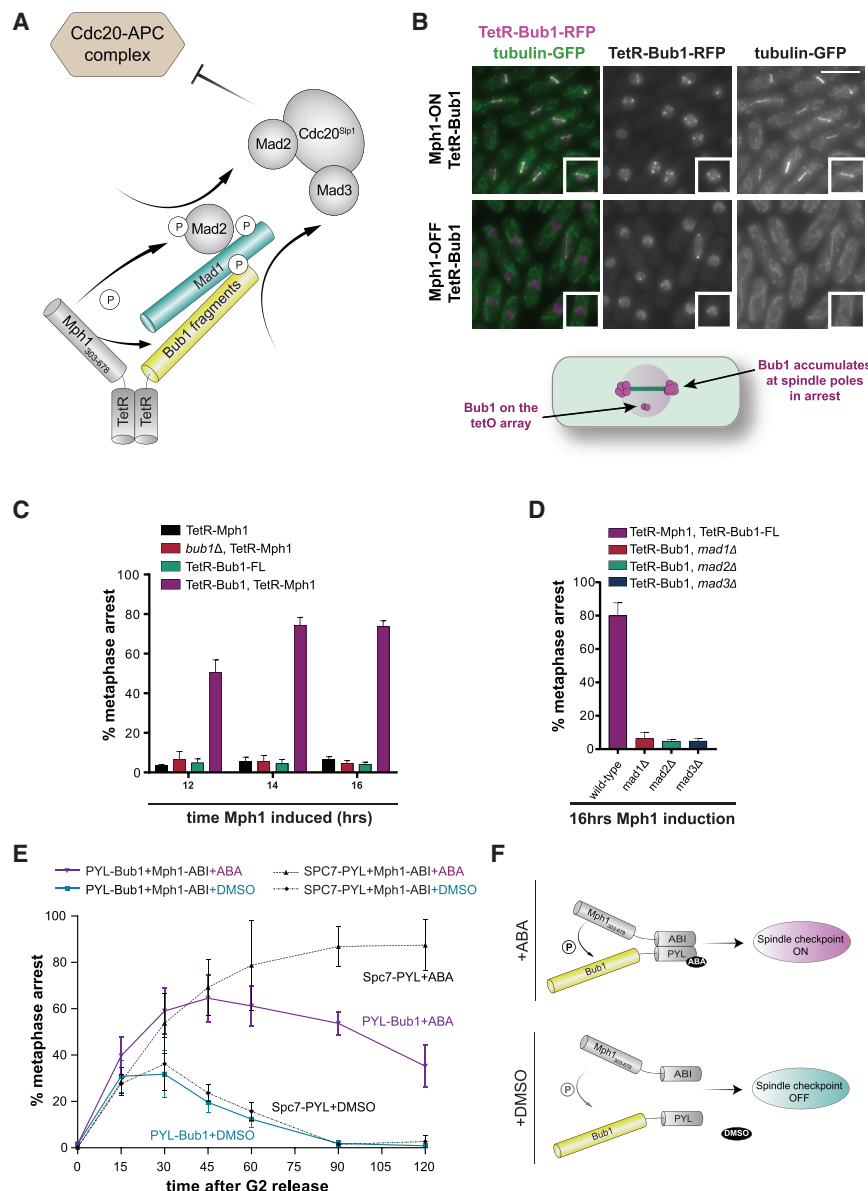 A
Cdc20-APC
complex
Mad2
Cdc20Slp1
Mad3
P
Mad2
P
Mad1
P
P
Mph1303-678
Bub1 fragments
TetR
TetR
B
TetR-Bub1-RFP
tubulin-GFP
TetR-Bub1-RFP
tubulin-GFP
Mph1-ON
TetR-Bub1
Mph1-OFF
TetR-Bub1
Bub1 accumulates
at spindle poles
in arrest
Bub1 on the
tetO array
C
TetR-Mph1
bub1Δ, TetR-Mph1
TetR-Bub1-FL
TetR-Bub1, TetR-Mph1
% metaphase arrest
100
80
60
40
20
0
12
14
16
time Mph1 induced (hrs)
D
TetR-Mph1, TetR-Bub1-FL
TetR-Bub1, mad1Δ
TetR-Bub1, mad2Δ
TetR-Bub1, mad3Δ
% metaphase arrest
100
80
60
40
20
0
wild-type
mad1Δ
mad2Δ
mad3Δ
16hrs Mph1 induction
E
PYL-Bub1+Mph1-ABI+ABA
SPC7-PYL+Mph1-ABI+ABA
PYL-Bub1+Mph1-ABI+DMSO
SPC7-PYL+Mph1-ABI+DMSO
% metaphase arrest
100
80
60
40
20
0
Spc7-PYL+ABA
PYL-Bub1+ABA
Spc7-PYL+DMSO
PYL-Bub1+DMSO
0
15
30
45
60
75
90
105
120
time after G2 release
F
+ABA
Mph1303-678
P
Bub1
ABI
PYL
ABA
Spindle checkpoint
ON
+DMSO
Mph1303-678
P
Bub1
ABI
PYL
DMSO
Spindle checkpoint
OFF